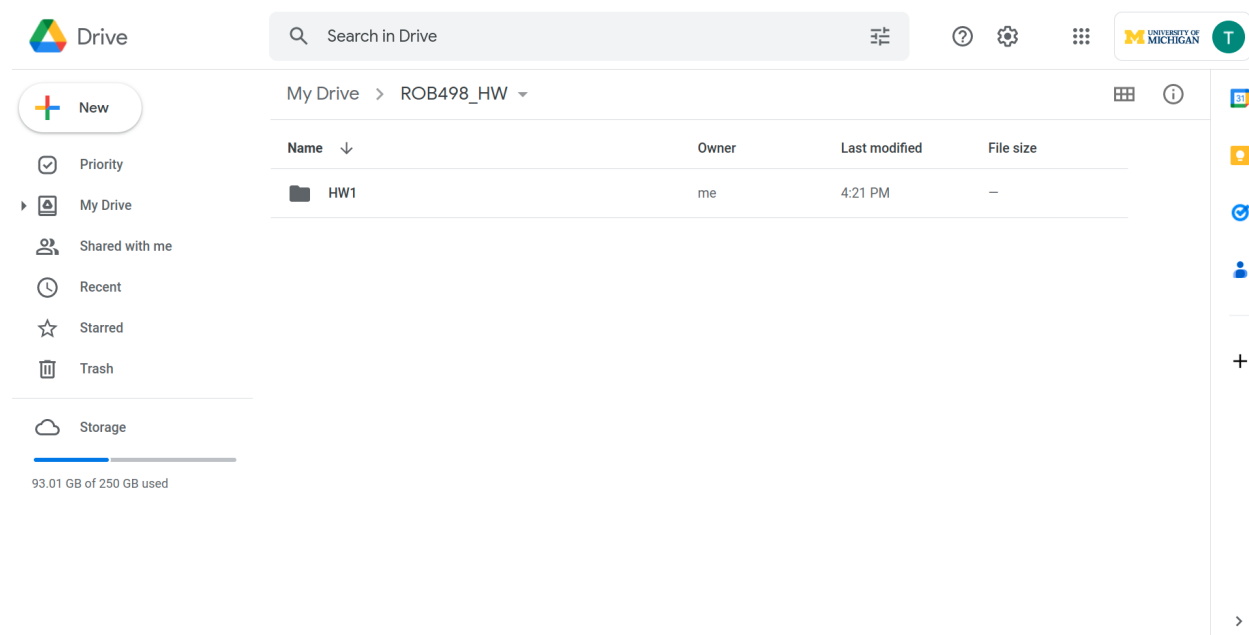 Drive
Search in Drive
UNIVERSITY OF
M MICHIGAN
T
New
My Drive > ROB498_HW
31
Name Owner Last modified File size
Priority
HW1 me 4:21 PM —
My Drive
Shared with me
Recent
Starred
Trash
Storage
93.01 GB of 250 GB used